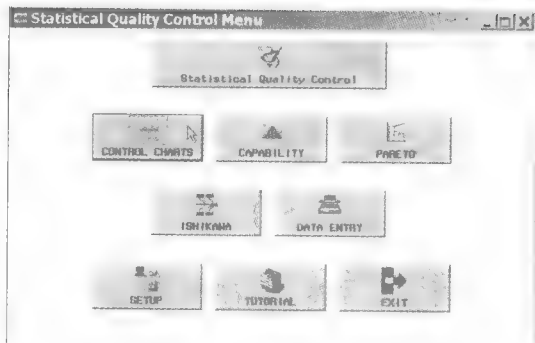 Statistical Quality Control Menu
Statistical Quality Control
CONTROL CHARTS
CAPABILITY
PARETO
ISHIKAWA
DATA ENTRY
SETUP
TUTORIAL
EXIT